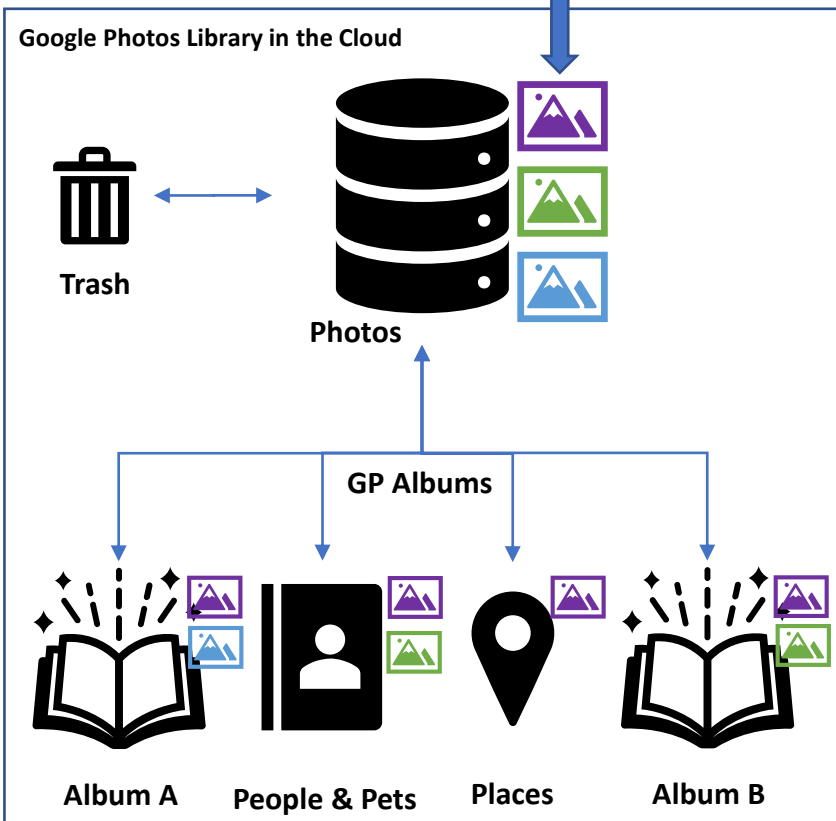 Google Photos Library in the Cloud
Trash
Photos
GP Albums
Album A
People & Pets
Places
Album B